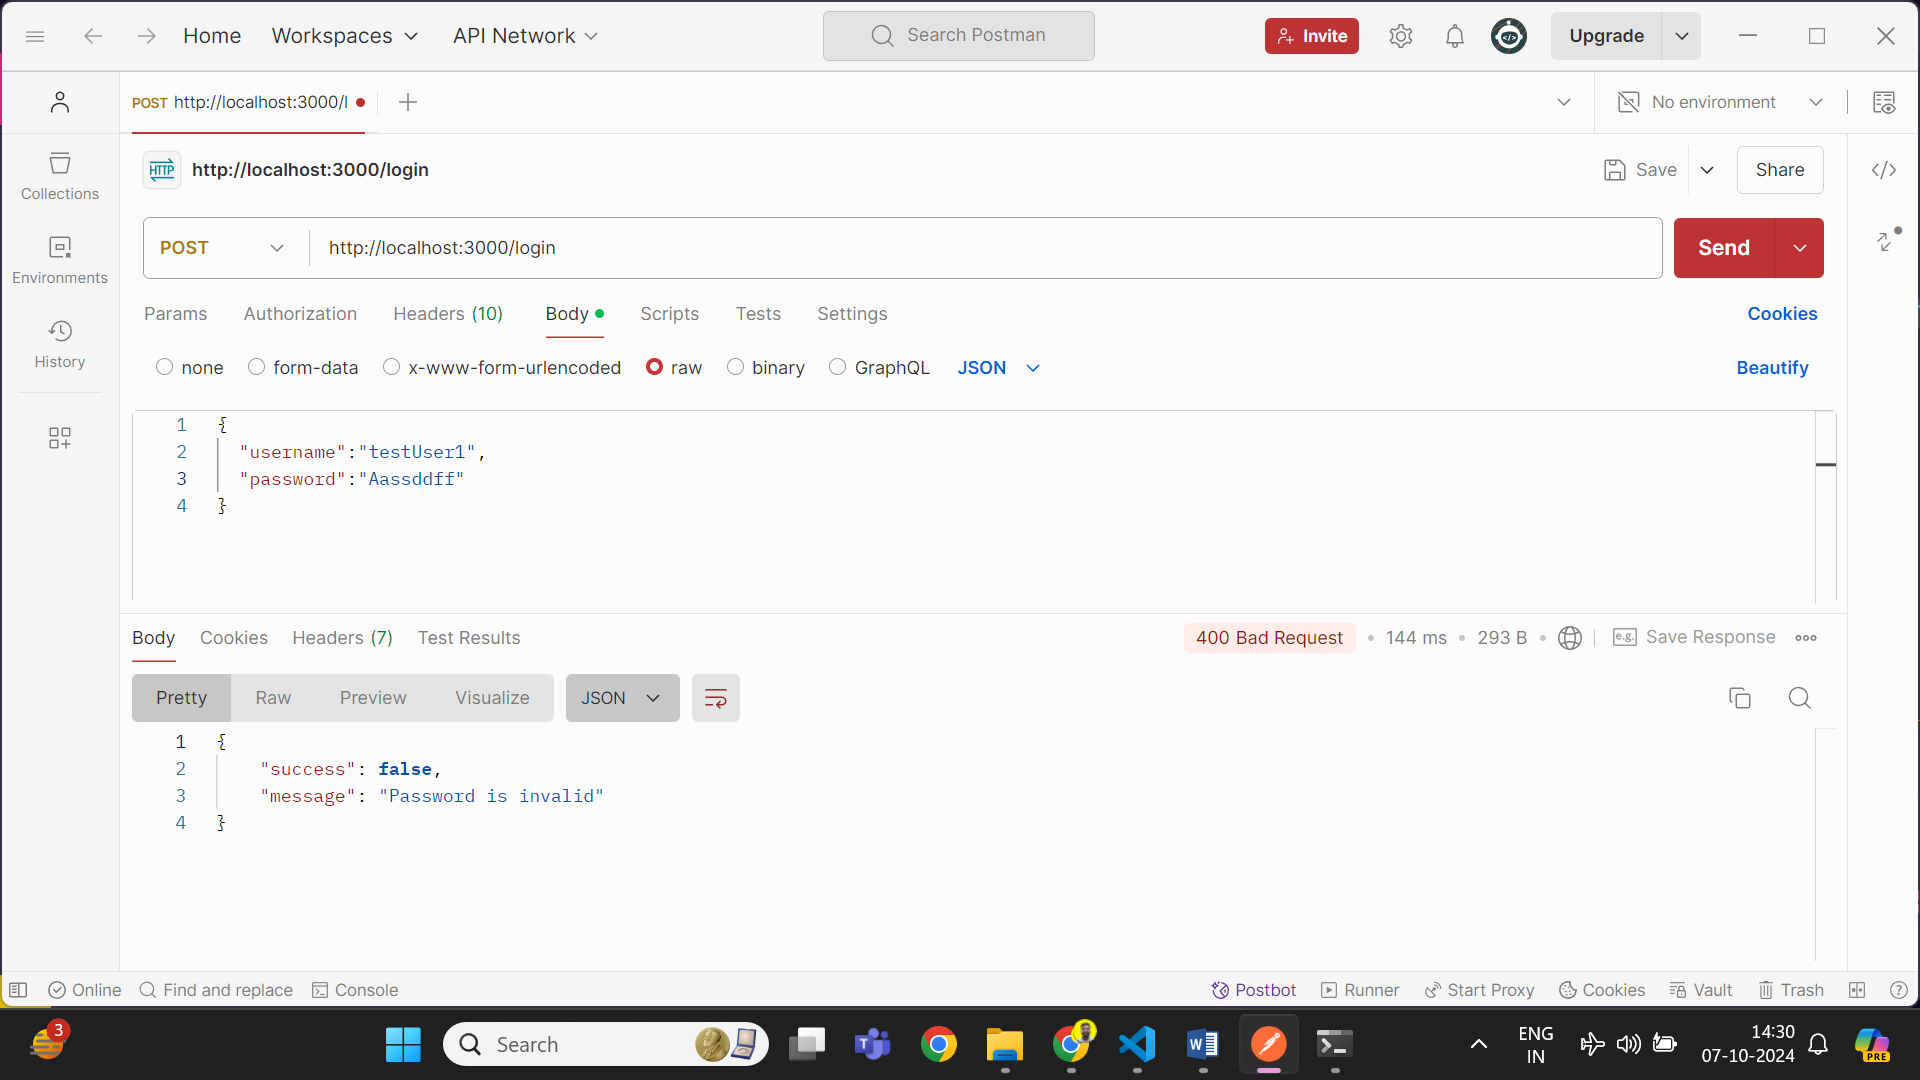 Home Workspaces API Network Search Postman Invite Upgrade
POST http://localhost:3000/l No environment
HTTP http://localhost:3000/login Save Share
POST http://localhost:3000/login Send
Params Authorization Headers (10) Body Scripts Tests Settings Cookies
none form-data x-www-form-urlencoded raw binary GraphQL JSON Beautify
1 {
2 "username":"testUser1",
3 "password":"Aassddff"
4 }
Collections
Environments
History
Body Cookies Headers (7) Test Results 400 Bad Request • 144 ms • 293 B • e.g. Save Response
Pretty Raw Preview Visualize JSON
1 {
2 "success": false,
3 "message": "Password is invalid"
4 }
Online Find and replace Console Postbot Runner Start Proxy Cookies Vault Trash
3 Search ENG 14:30
IN 07-10-2024 PRE